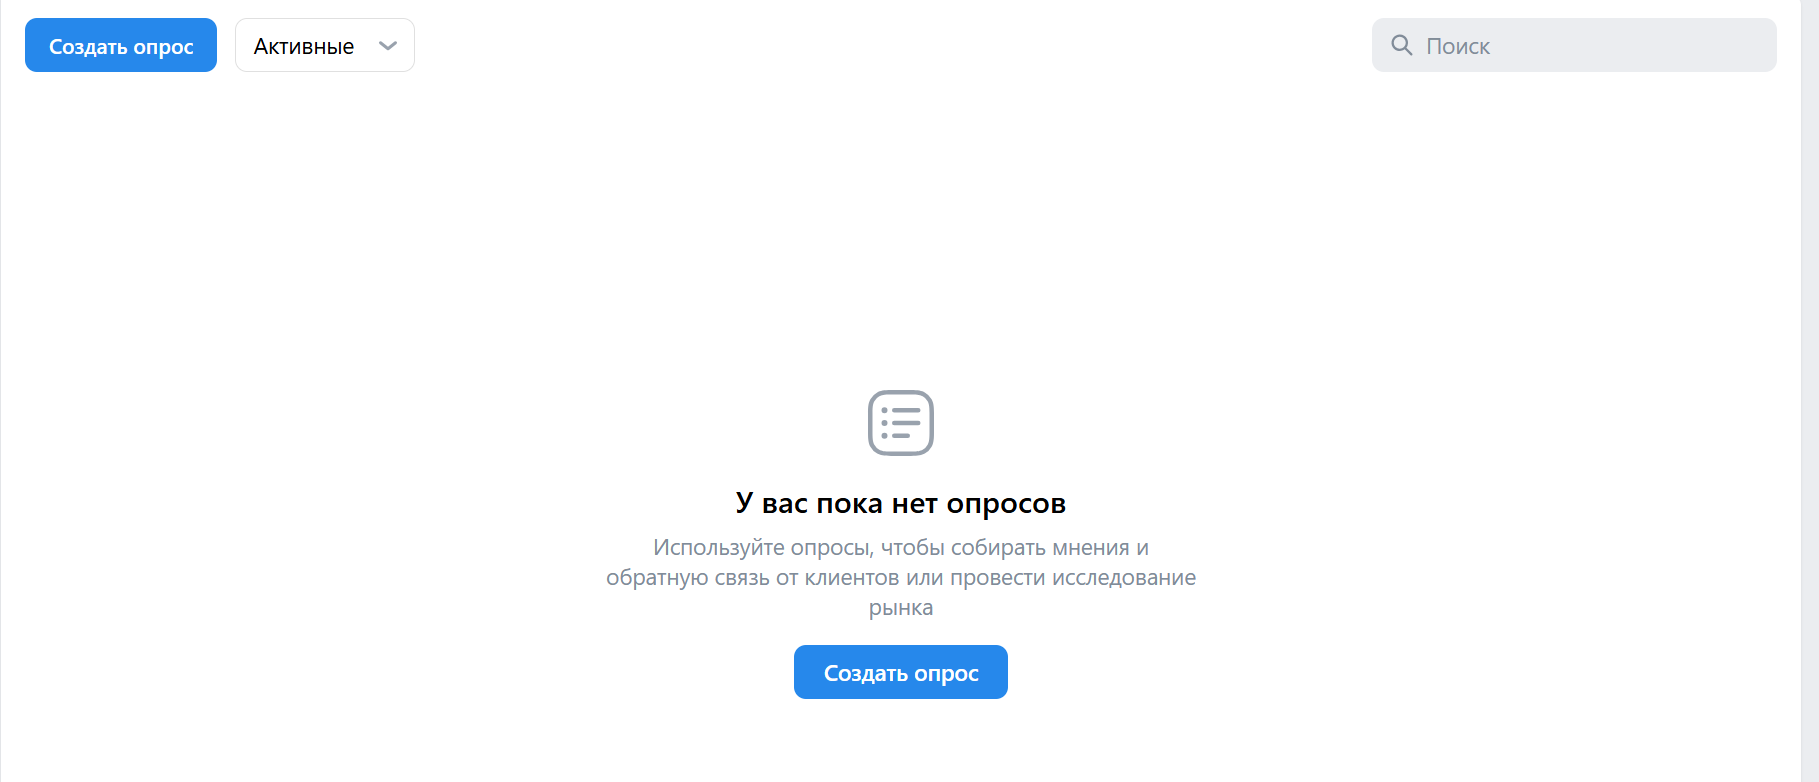 Создать опрос
Активные
Поиск
У вас пока нет опросов
Используйте опросы, чтобы собирать мнения и
обратную связь от клиентов или провести исследование
рынка
Создать опрос